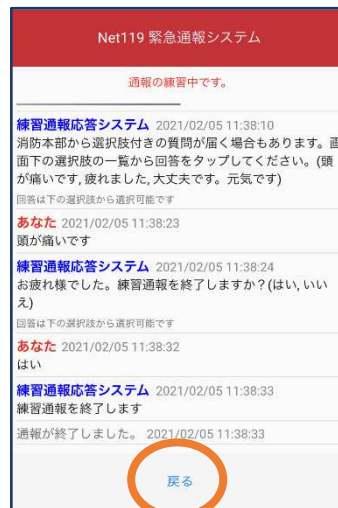 Net119 緊急通報システム
通報の練習中です。
練習通報応答システム 2021/02/05 11:38:10
消防本部から選択肢付きの質問が届く場合もあります。画
面下の選択肢の一覧から回答をタップしてください。(頭
が痛いです, 疲れました, 大丈夫です。元気です)
回答は下の選択肢から選択可能です
あなた 2021/02/05 11:38:23
頭が痛いです
練習通報応答システム 2021/02/05 11:38:24
お疲れ様でした。練習通報を終了しますか？(はい, いい
え)
回答は下の選択肢から選択可能です
あなた 2021/02/05 11:38:32
はい
練習通報応答システム 2021/02/05 11:38:33
練習通報を終了します
通報が終了しました。 2021/02/05 11:38:33
戻る